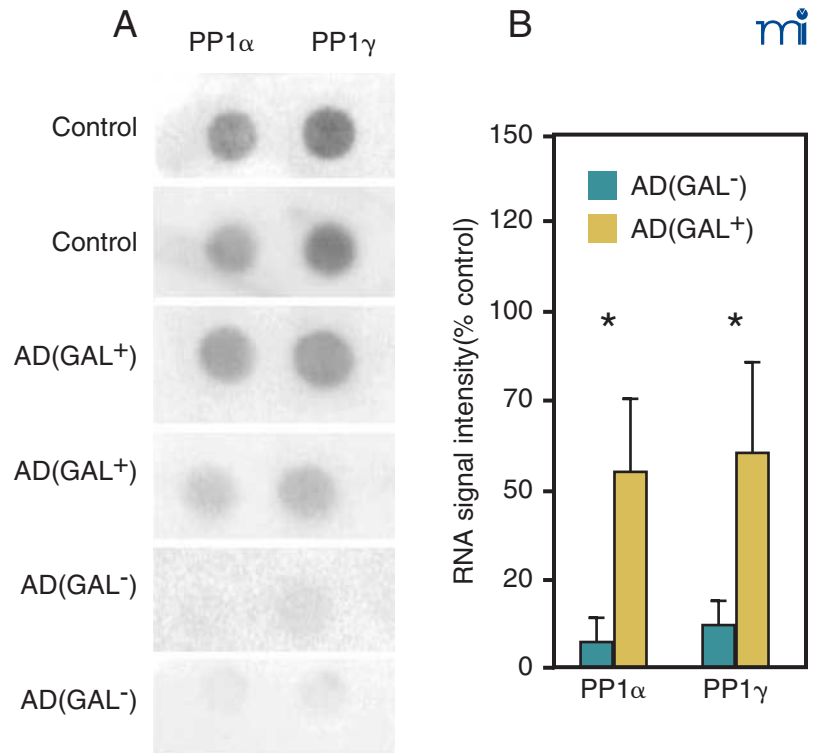 A
PP1α PP1γ
Control
Control
AD(GAL+)
AD(GAL+)
AD(GAL-)
AD(GAL-)
B
mi
150
120
100
70
50
20
0
RNA signal intensity(% control)
AD(GAL-)
AD(GAL+)
* *
PP1α PP1γ